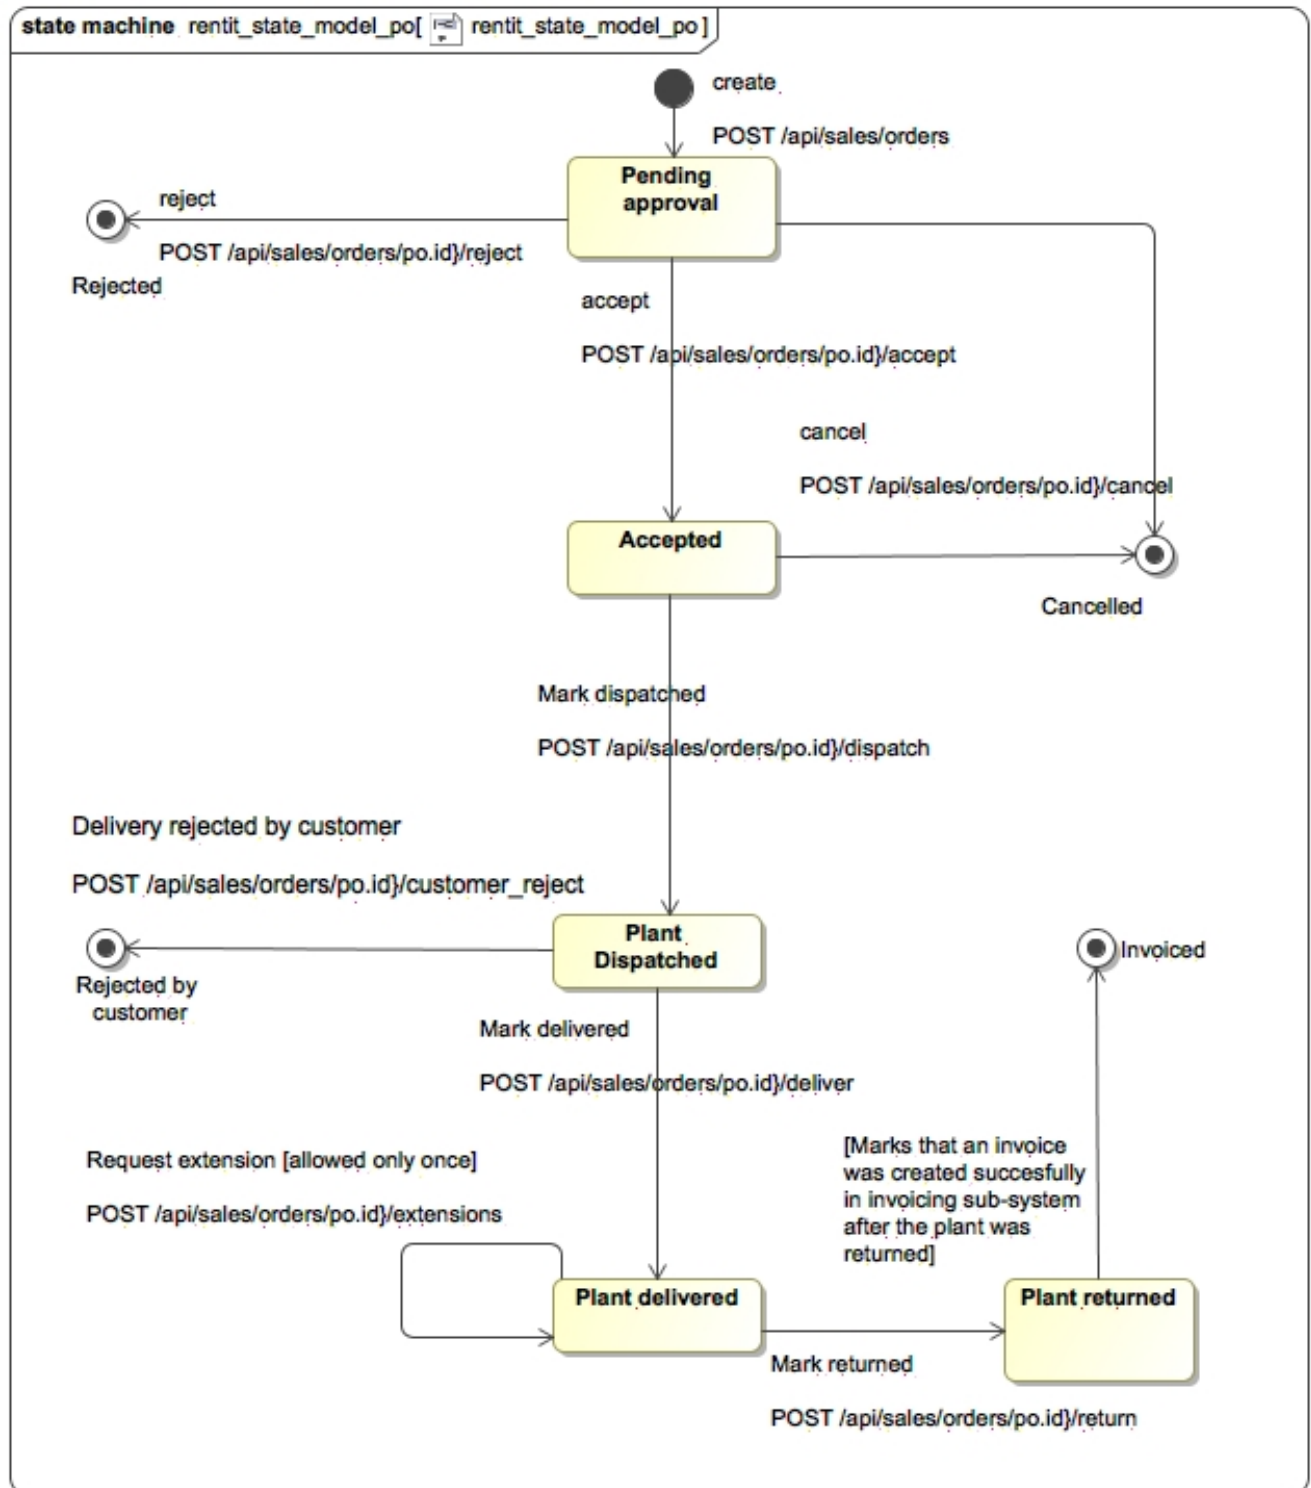 state machine rentit_state_model_po[ rentit_state_model_po ]
create
POST /api/sales/orders
Pending
approval
reject
POST /api/sales/orders/po.id}/reject
Rejected
accept
POST /api/sales/orders/po.id}/accept
cancel
POST /api/sales/orders/po.id}/cancel
Accepted
Cancelled
Mark dispatched
POST /api/sales/orders/po.id}/dispatch
Delivery rejected by customer
POST /api/sales/orders/po.id}/customer_reject
Plant
Dispatched
Rejected by
customer
Invoiced
Mark delivered
POST /api/sales/orders/po.id}/deliver
Request extension [allowed only once]
POST /api/sales/orders/po.id}/extensions
[Marks that an invoice
was created succesfully
in invoicing sub-system
after the plant was
returned]
Plant delivered
Plant returned
Mark returned
POST /api/sales/orders/po.id}/return